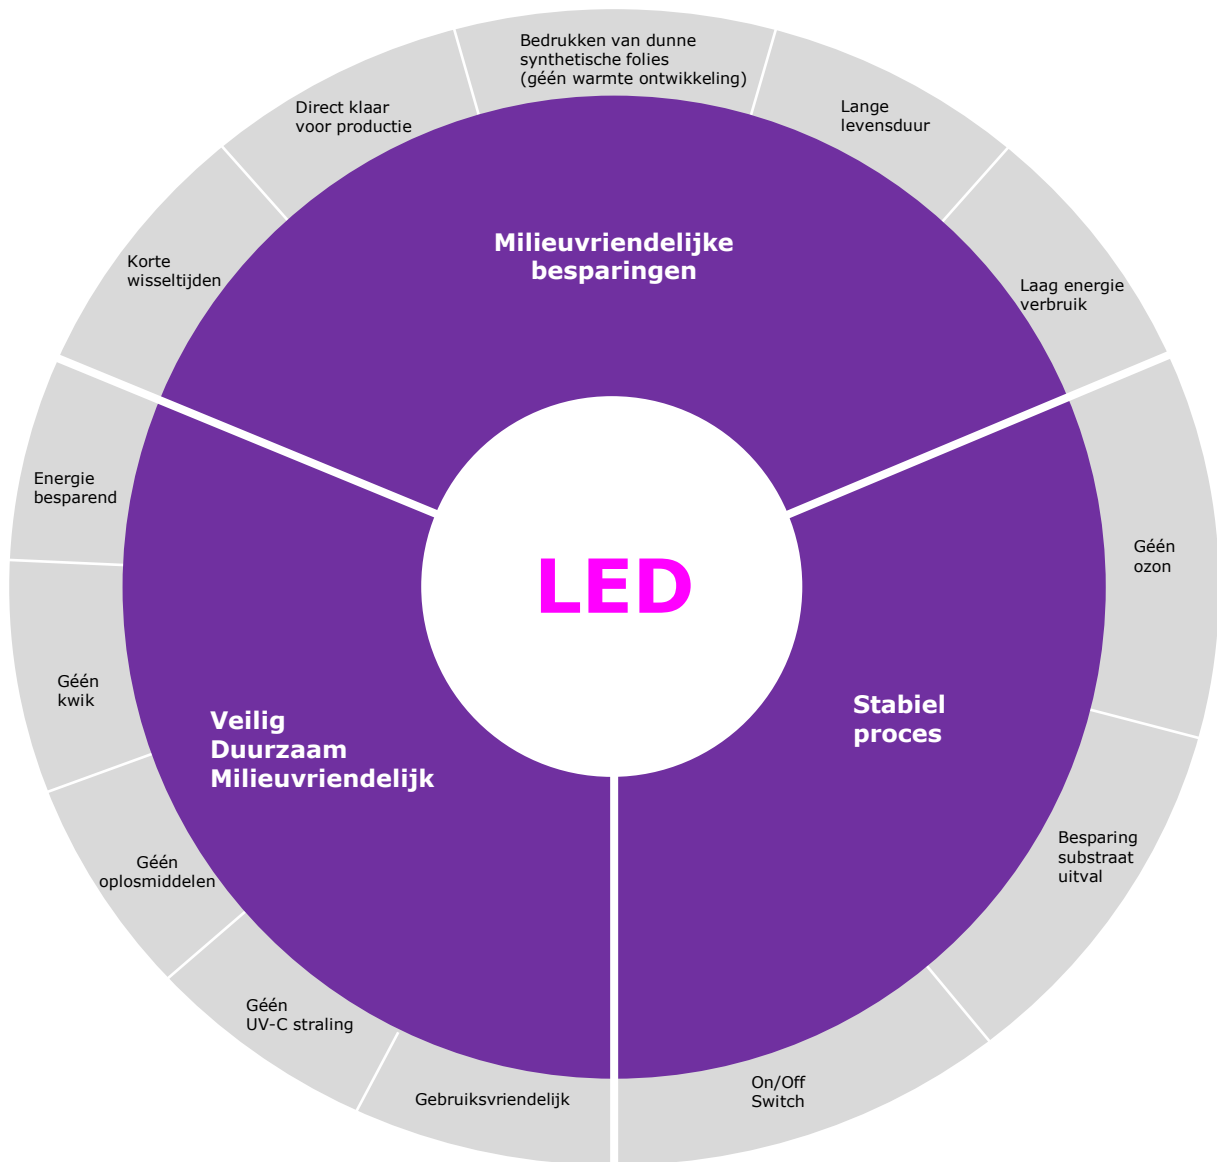 Bedrukken van dunne
synthetische folies
(géén warmte ontwikkeling)
Direct klaar
voor productie
Lange
levensduur
Korte
wisseltijden
Laag energie
verbruik
Milieuvriendelijke
besparingen
Energie
besparend
Géén
ozon
LED
Géén
kwik
Veilig
Duurzaam
Milieuvriendelijk
Stabiel
proces
Géén
oplosmiddelen
Besparing
substraat
uitval
Géén
UV-C straling
Gebruiksvriendelijk
On/Off
Switch